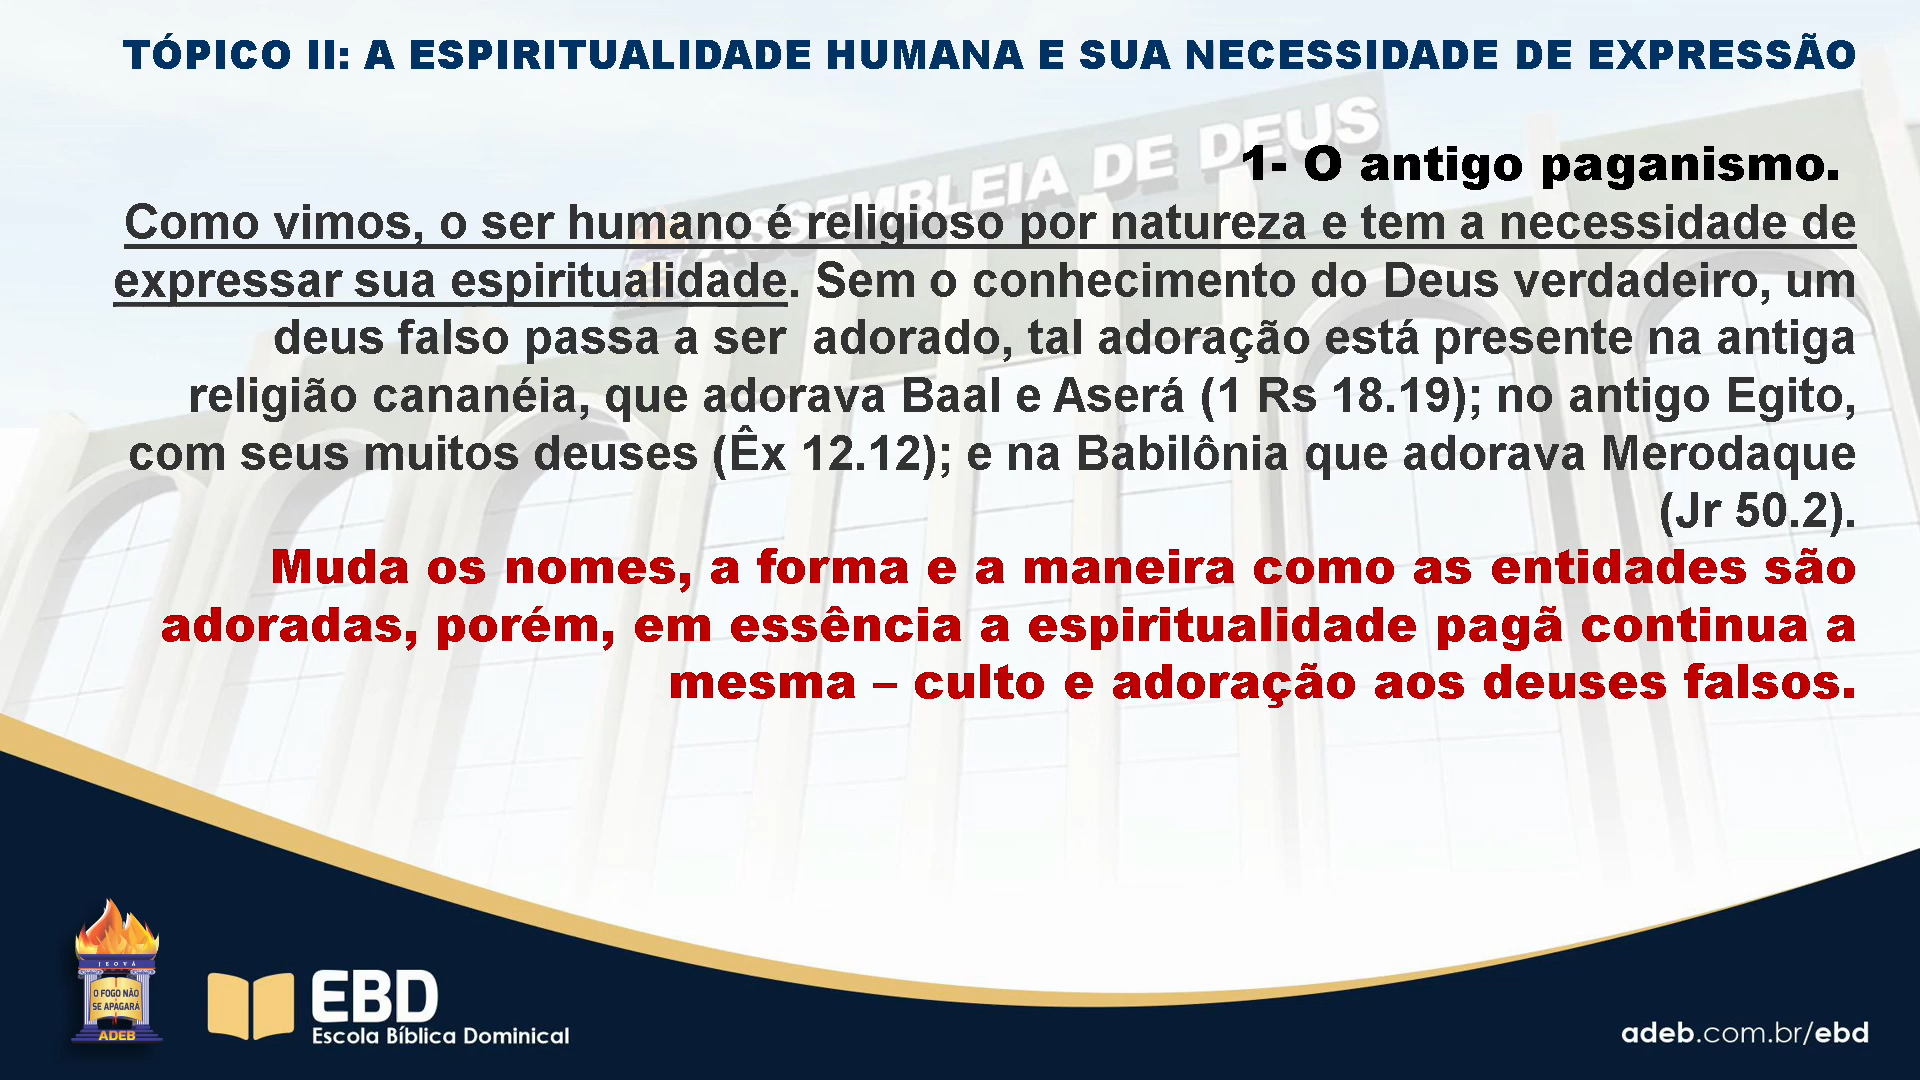 TÓPICO II: A ESPIRITUALIDADE HUMANA E SUA NECESSIDADE DE EXPRESSÃO
ASSEMBLEIA DE DEUS
1- O antigo paganismo.
Como vimos, o ser humano é religioso por natureza e tem a necessidade de
expressar sua espiritualidade. Sem o conhecimento do Deus verdadeiro, um
deus falso passa a ser  adorado, tal adoração está presente na antiga
religião cananéia, que adorava Baal e Aserá (1 Rs 18.19); no antigo Egito,
com seus muitos deuses (Êx 12.12); e na Babilônia que adorava Merodaque
(Jr 50.2).
Muda os nomes, a forma e a maneira como as entidades são
adoradas, porém, em essência a espiritualidade pagã continua a
mesma – culto e adoração aos deuses falsos.
JEOVÁ
O FOGO NÃO
SE APAGARÁ
ADEB
EBD
Escola Bíblica Dominical
adeb.com.br/ebd